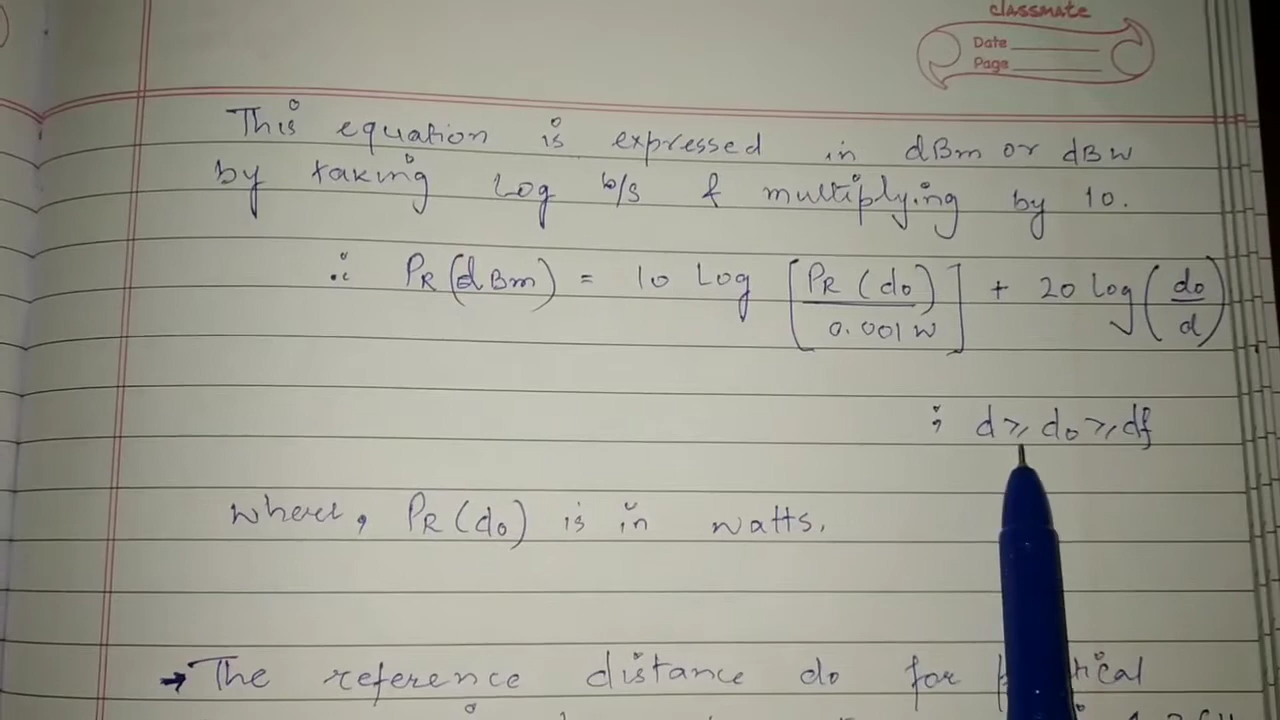 classmate
Date
Page
This equation is expressed in dBm or dBW
by taking Log b/s & multiplying by 10.
∴ PR(dBm) = 10 Log [PR(do) / 0.001W] + 20 log(do/d)
; d ≥ do ≥ df
where, PR(do) is in watts.
→ The reference distance do for